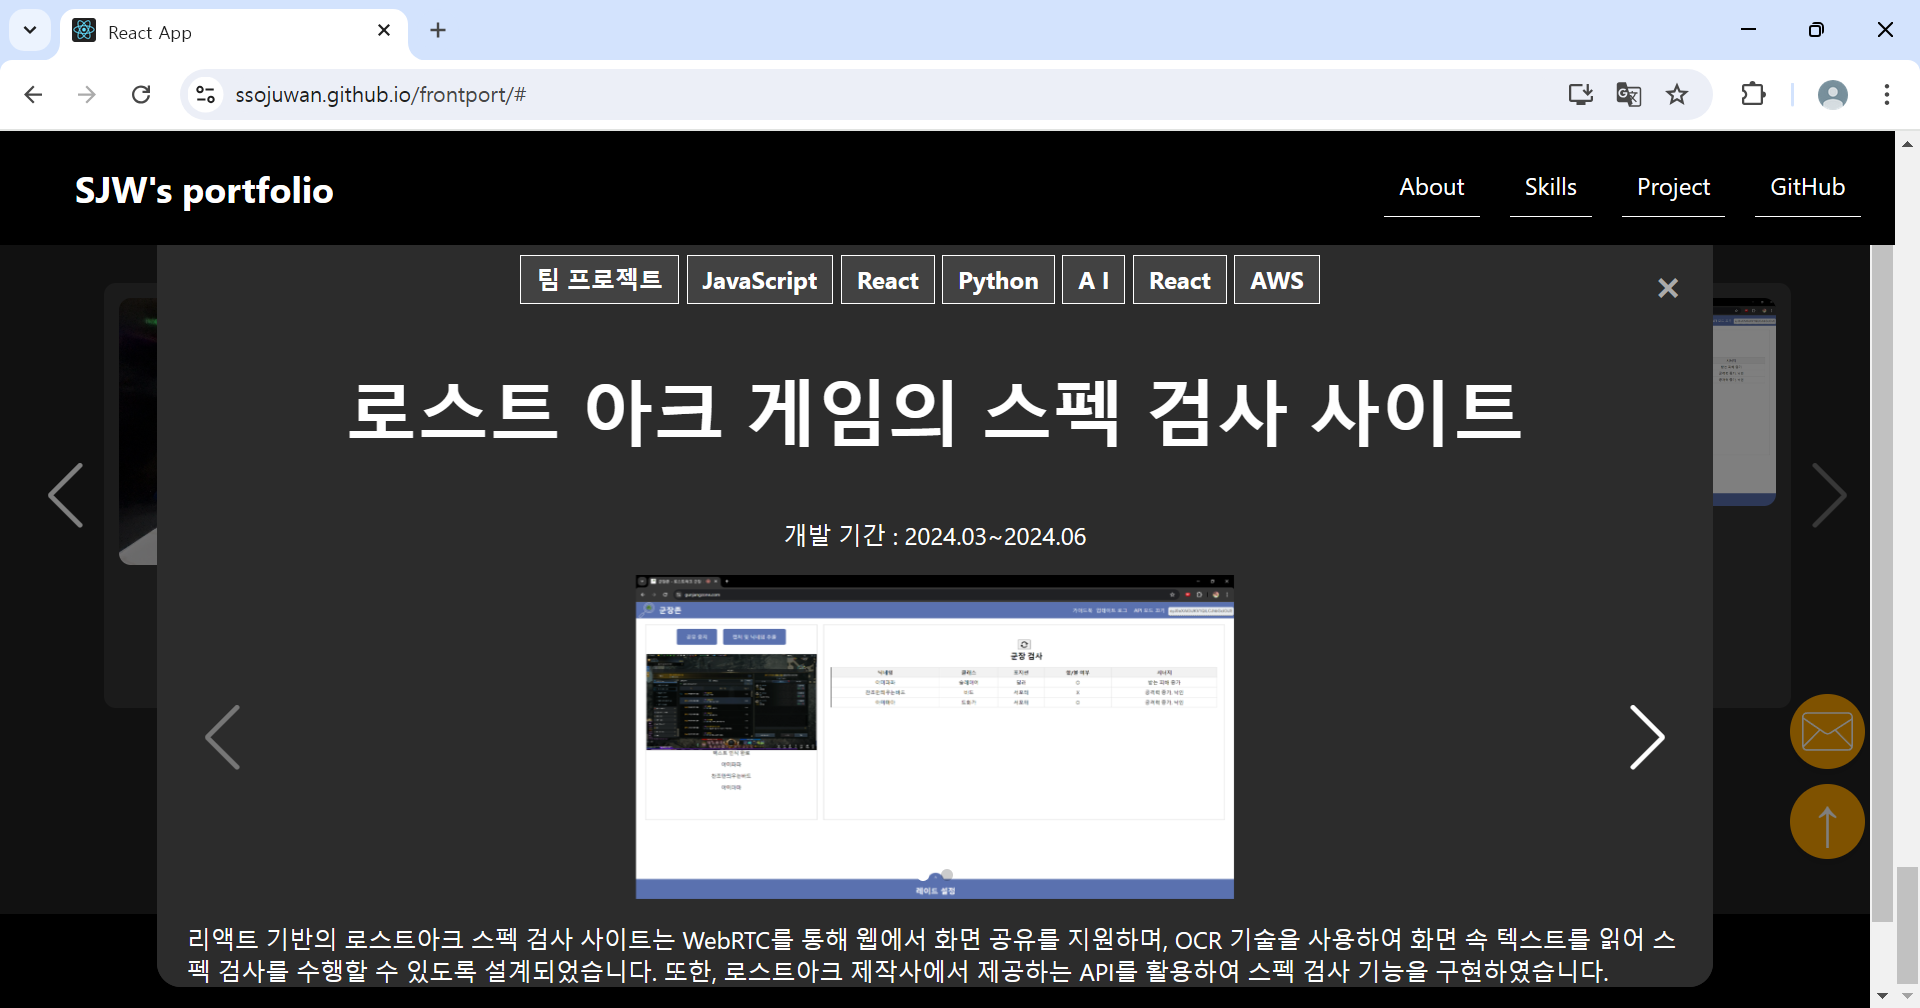 React App
ssojuwan.github.io/frontport/#
SJW's portfolio
About Skills Project GitHub
팀 프로젝트 JavaScript React Python A I React AWS
로스트 아크 게임의 스펙 검사 사이트
개발 기간 : 2024.03~2024.06
군장존
군장 검사
레이드 설정
리액트 기반의 로스트아크 스펙 검사 사이트는 WebRTC를 통해 웹에서 화면 공유를 지원하며, OCR 기술을 사용하여 화면 속 텍스트를 읽어 스
펙 검사를 수행할 수 있도록 설계되었습니다. 또한, 로스트아크 제작사에서 제공하는 API를 활용하여 스펙 검사 기능을 구현하였습니다.